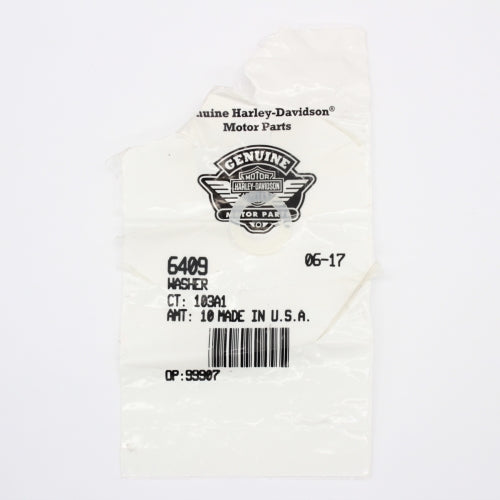 nuine Harley-Davidson®
Motor Parts
GENUINE
MOTOR
HARLEY-DAVIDSON
MOTOR PARTS
6409 06-17
WASHER
CT: 103A1
AMT: 10 MADE IN U.S.A.
OP:99907